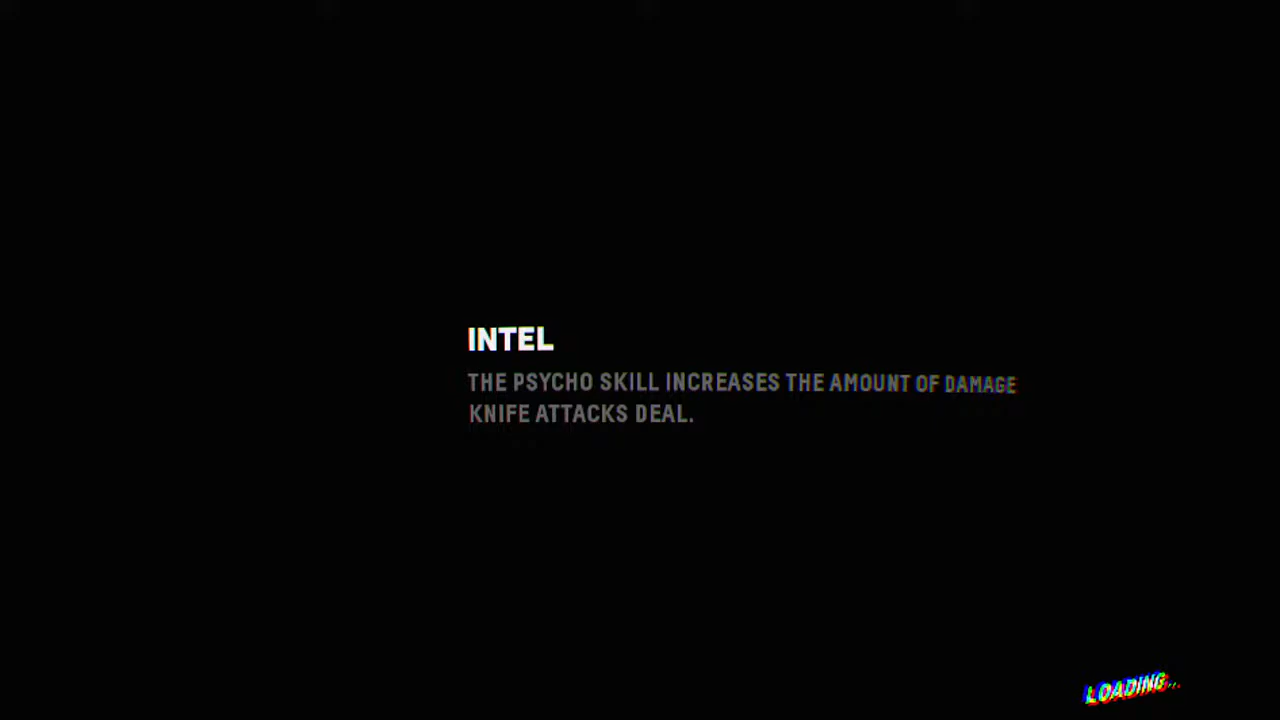 INTEL
THE PSYCHO SKILL INCREASES THE AMOUNT OF DAMAGE
KNIFE ATTACKS DEAL.
LOADING...